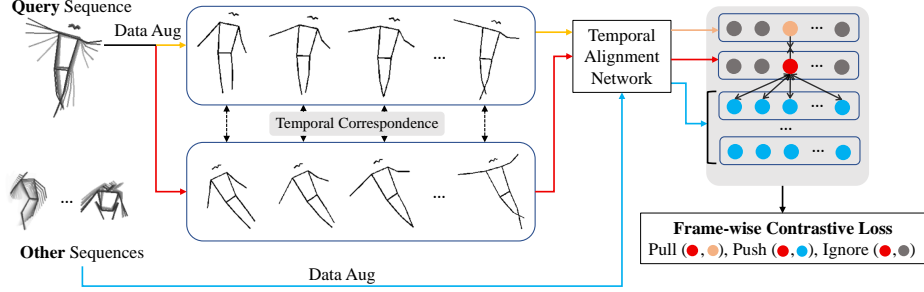 Query Sequence
Data Aug
...
Temporal Correspondence
...
...
Other Sequences
Data Aug
Temporal
Alignment
Network
...
...
...
...
...
Frame-wise Contrastive Loss
Pull ( , ), Push ( , ), Ignore ( , )